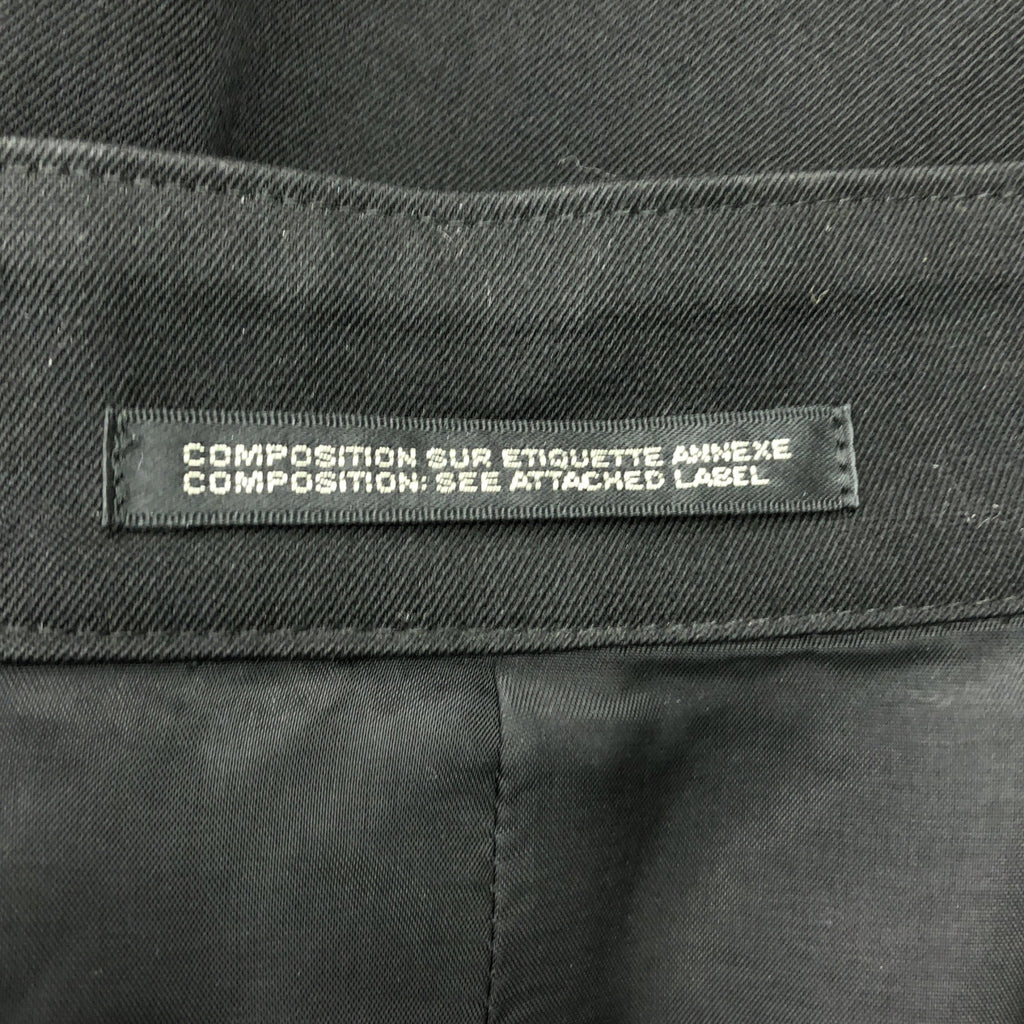 COMPOSITION SUR ETIQUETTE ANNEXE
COMPOSITION: SEE ATTACHED LABEL